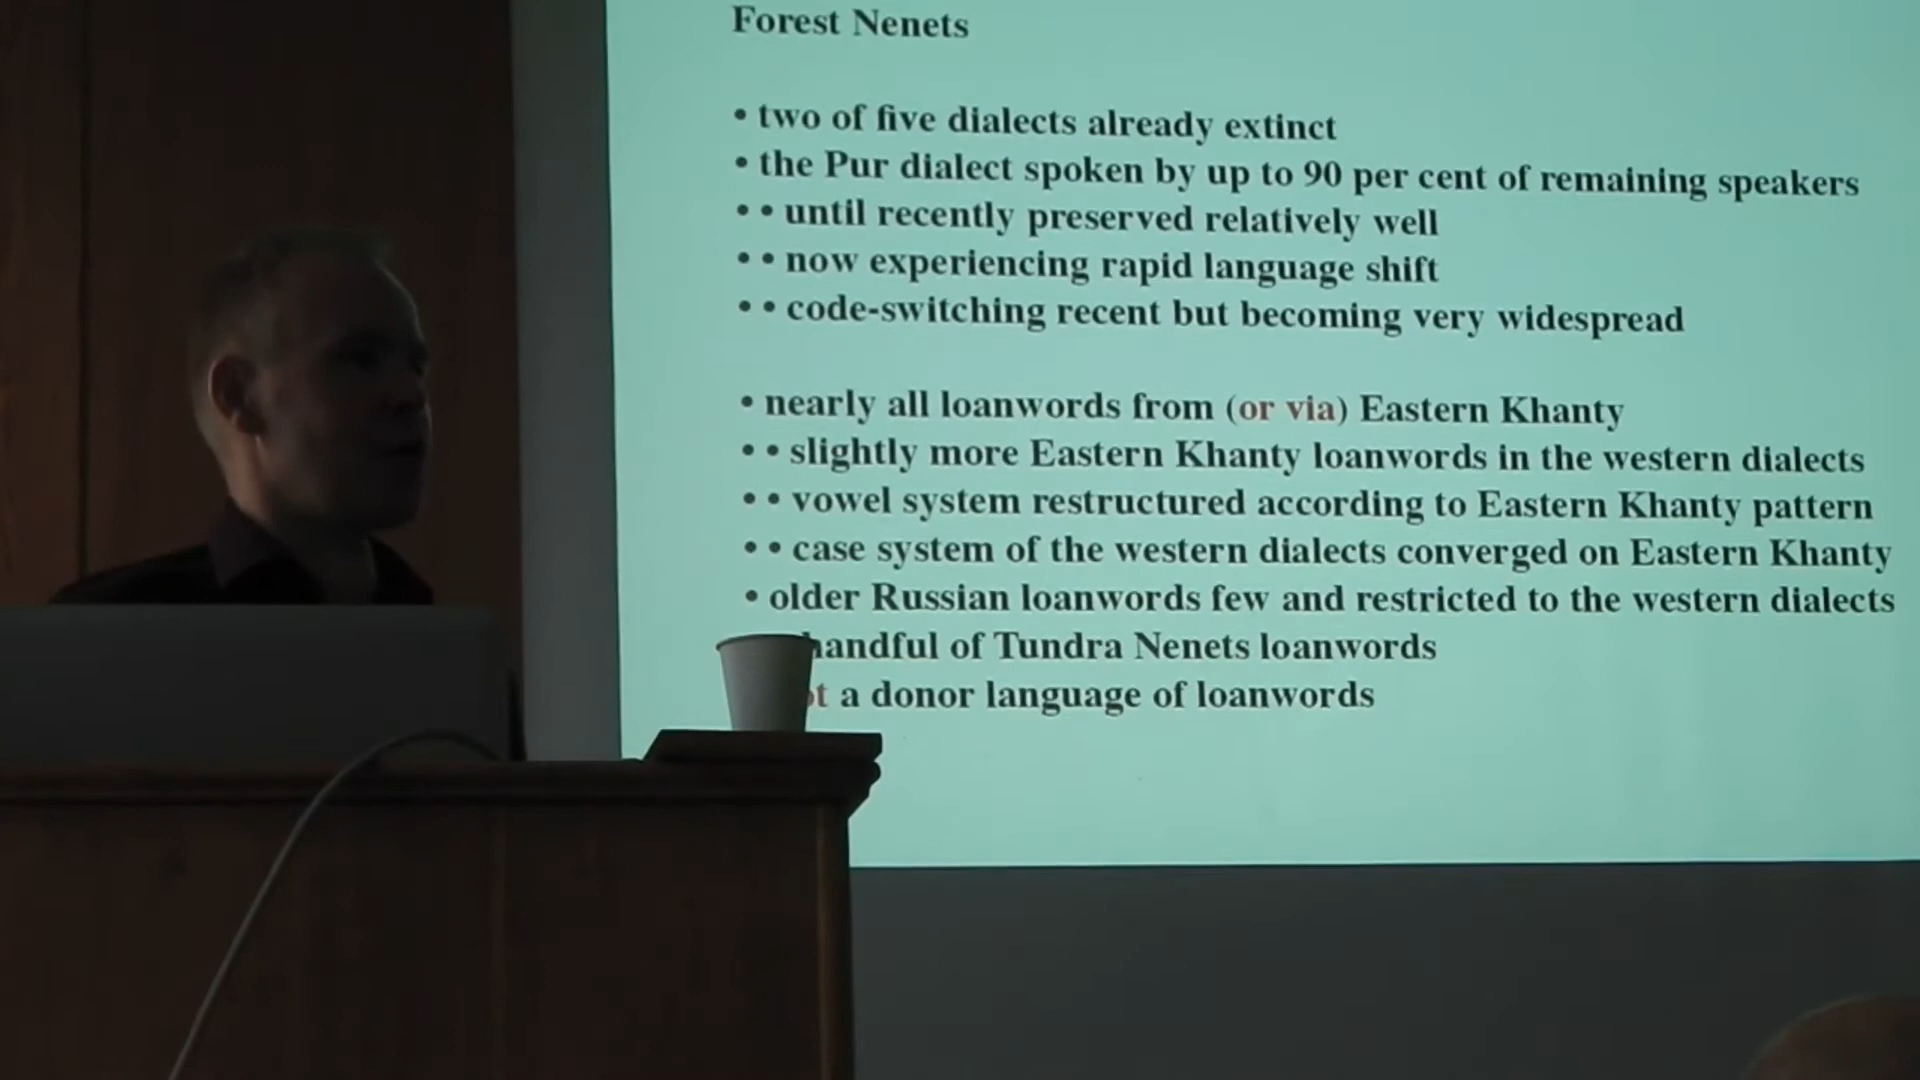 Forest Nenets
• two of five dialects already extinct
• the Pur dialect spoken by up to 90 per cent of remaining speakers
• • until recently preserved relatively well
• • now experiencing rapid language shift
• • code-switching recent but becoming very widespread
• nearly all loanwords from (or via) Eastern Khanty
• • slightly more Eastern Khanty loanwords in the western dialects
• • vowel system restructured according to Eastern Khanty pattern
• • case system of the western dialects converged on Eastern Khanty
• older Russian loanwords few and restricted to the western dialects
handful of Tundra Nenets loanwords
a donor language of loanwords